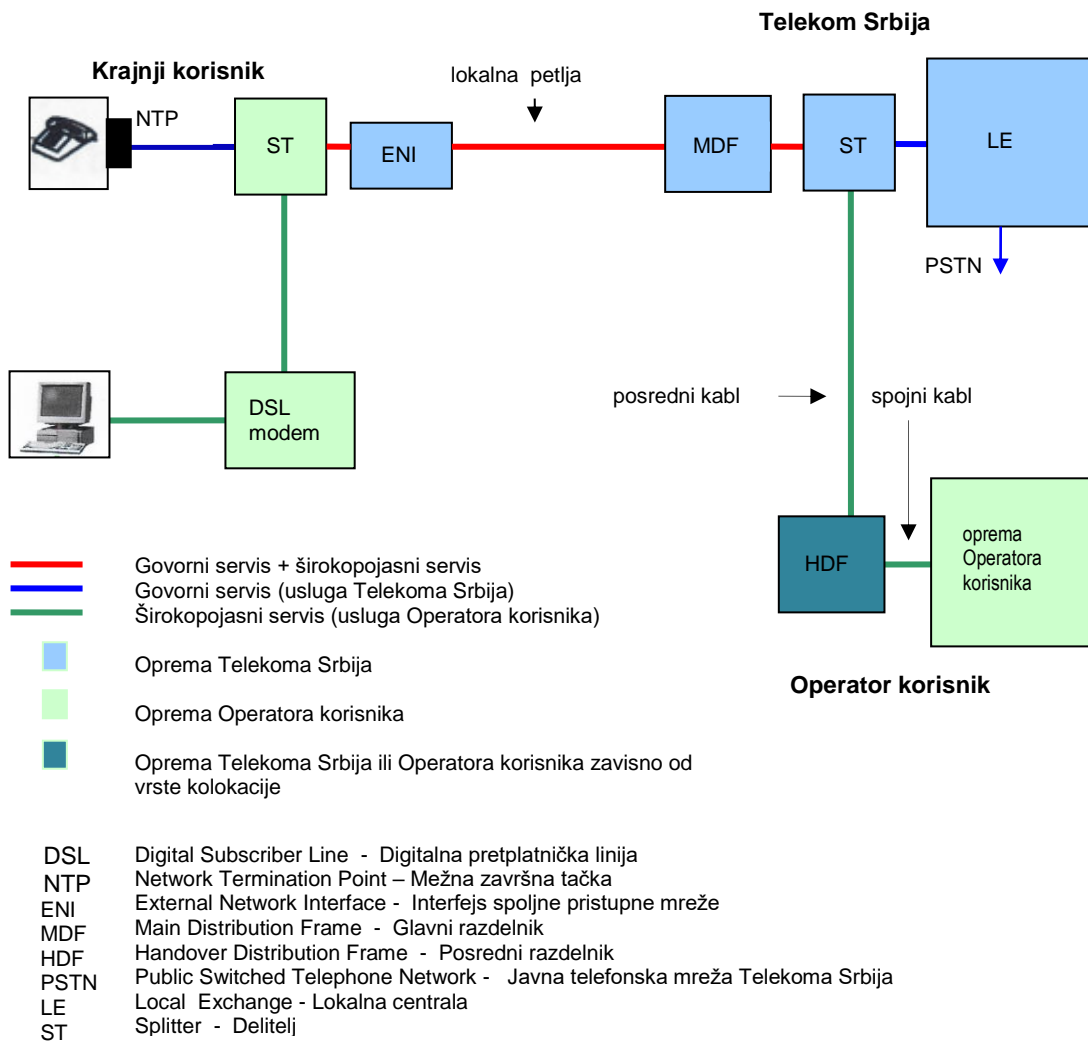 Telekom Srbija
Krajnji korisnik
lokalna petlja
NTP
ST
ENI
MDF
ST
LE
PSTN
DSL
modem
posredni kabl
spojni kabl
HDF
oprema
Operatora
korisnika
Operator korisnik
Govorni servis + širokopojasni servis
Govorni servis (usluga Telekoma Srbija)
Širokopojasni servis (usluga Operatora korisnika)
Oprema Telekoma Srbija
Oprema Operatora korisnika
Oprema Telekoma Srbija ili Operatora korisnika zavisno od
vrste kolokacije
DSL Digital Subscriber Line - Digitalna pretplatnička linija
NTP Network Termination Point – Mežna završna tačka
ENI External Network Interface - Interfejs spoljne pristupne mreže
MDF Main Distribution Frame - Glavni razdelnik
HDF Handover Distribution Frame - Posredni razdelnik
PSTN Public Switched Telephone Network - Javna telefonska mreža Telekoma Srbija
LE Local Exchange - Lokalna centrala
ST Splitter - Delitelj